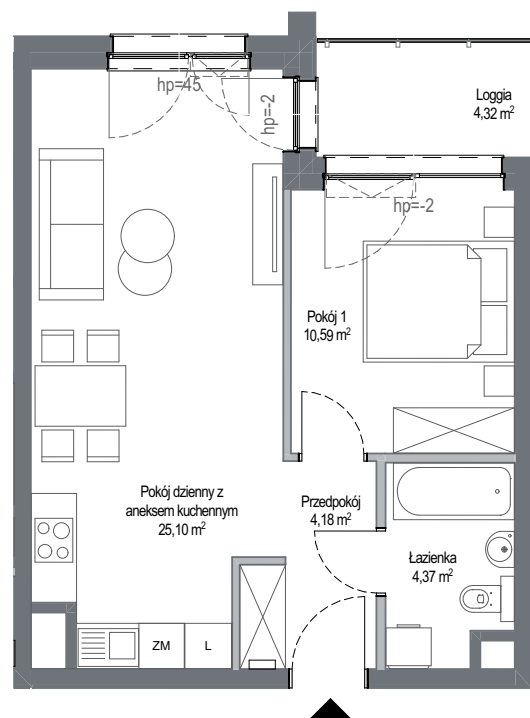 hp=45
hp=-2
Loggia
4,32 m²
hp=-2
Pokój 1
10,59 m²
Pokój dzienny z
aneksem kuchennym
25,10 m²
Przedpokój
4,18 m²
Łazienka
4,37 m²
ZM
L